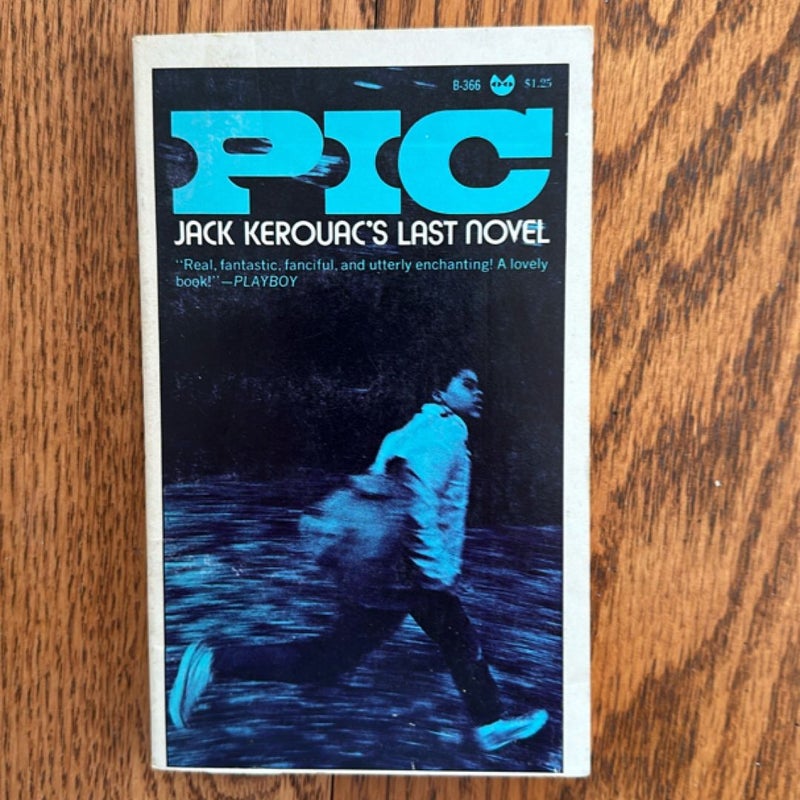 B-366 $1.25
PIC
JACK KEROUAC'S LAST NOVEL
"Real, fantastic, fanciful, and utterly enchanting! A lovely
book!"—PLAYBOY